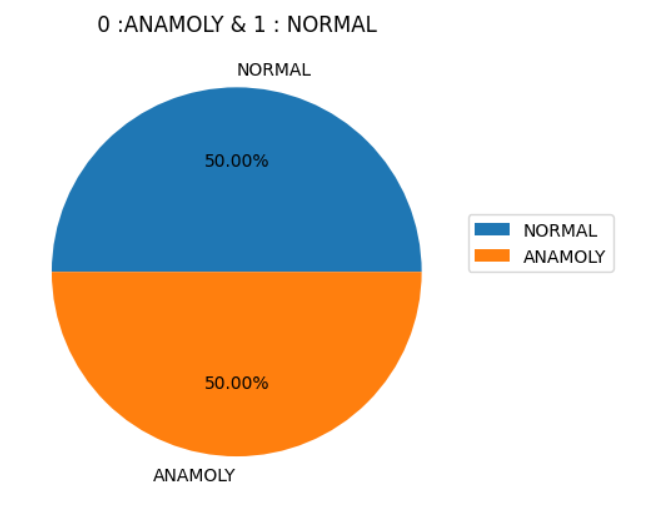 0 :ANAMOLY & 1 : NORMAL
NORMAL
50.00%
NORMAL
ANAMOLY
50.00%
ANAMOLY